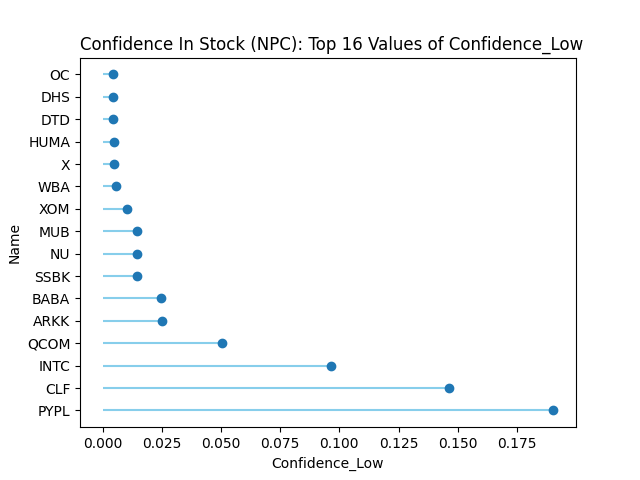 Confidence In Stock (NPC): Top 16 Values of Confidence_Low
OC
DHS
DTD
HUMA
X
WBA
XOM
MUB
NU
SSBK
BABA
ARKK
QCOM
INTC
CLF
PYPL
Name
0.000 0.025 0.050 0.075 0.100 0.125 0.150 0.175
Confidence_Low